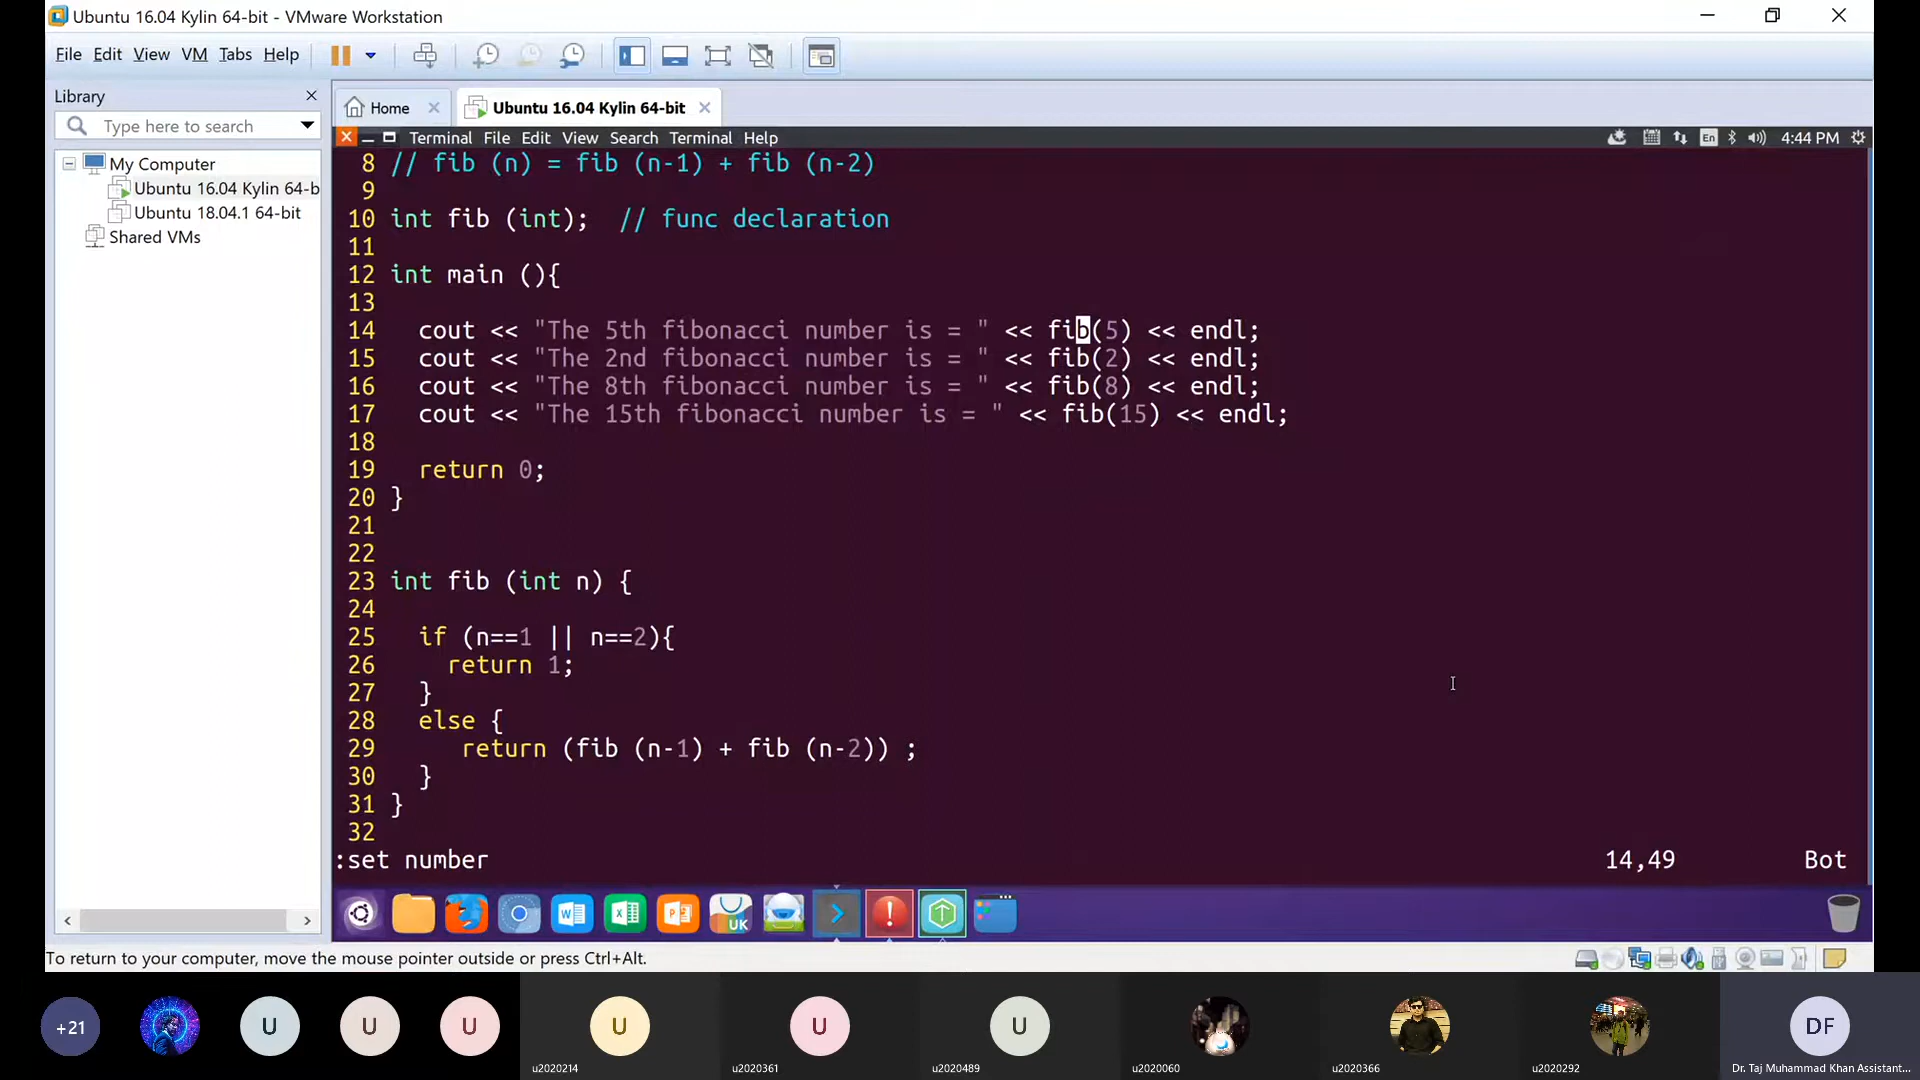 Ubuntu 16.04 Kylin 64-bit - VMware Workstation
File Edit View VM Tabs Help
Library
Type here to search
My Computer
Ubuntu 16.04 Kylin 64-b
Ubuntu 18.04.1 64-bit
Shared VMs
Home
Ubuntu 16.04 Kylin 64-bit
Terminal File Edit View Search Terminal Help
En
4:44 PM
8 // fib (n) = fib (n-1) + fib (n-2)
9
10 int fib (int);  // func declaration
11
12 int main (){
13
14   cout << "The 5th fibonacci number is = " << fib(5) << endl;
15   cout << "The 2nd fibonacci number is = " << fib(2) << endl;
16   cout << "The 8th fibonacci number is = " << fib(8) << endl;
17   cout << "The 15th fibonacci number is = " << fib(15) << endl;
18
19   return 0;
20 }
21
22
23 int fib (int n) {
24
25   if (n==1 || n==2){
26     return 1;
27   }
28   else {
29      return (fib (n-1) + fib (n-2)) ;
30   }
31 }
32
:set number
14,49
Bot
W X P UK
To return to your computer, move the mouse pointer outside or press Ctrl+Alt.
+21
U
U
U
U
U
U
DF
u2020214
u2020361
u2020489
u2020060
u2020366
u2020292
Dr. Taj Muhammad Khan Assistant...